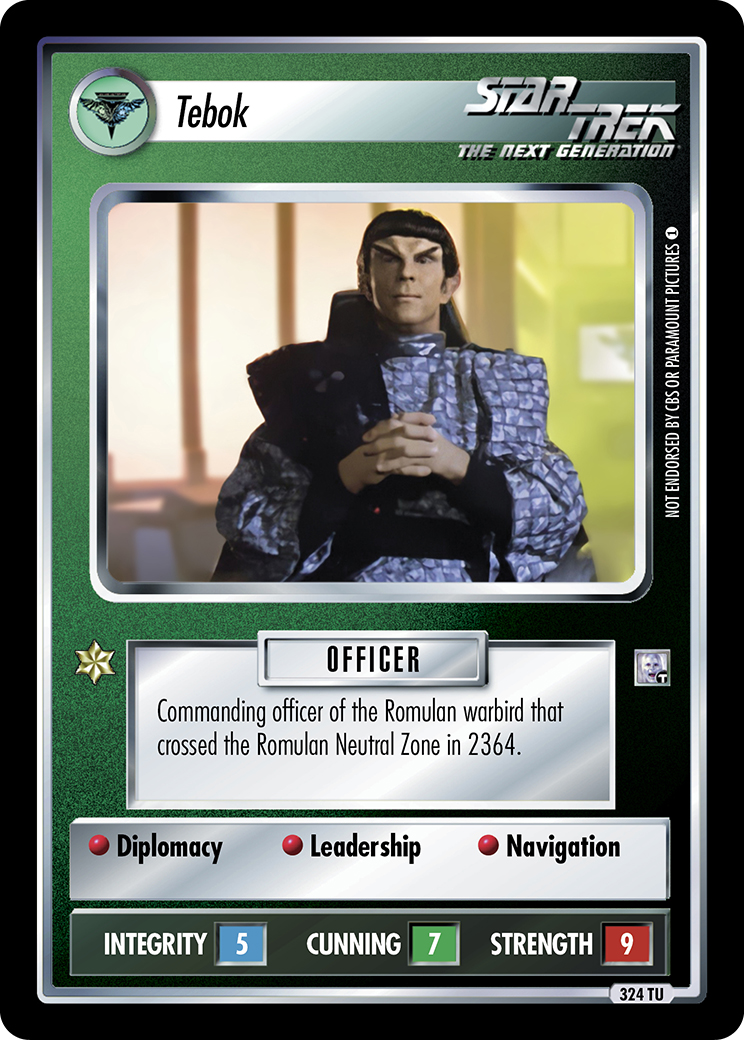 Tebok
STAR TREK
THE NEXT GENERATION
NOT ENDORSED BY CBS OR PARAMOUNT PICTURES 1
OFFICER
T
Commanding officer of the Romulan warbird that
crossed the Romulan Neutral Zone in 2364.
Diplomacy Leadership Navigation
INTEGRITY 5 CUNNING 7 STRENGTH 9
324 TU